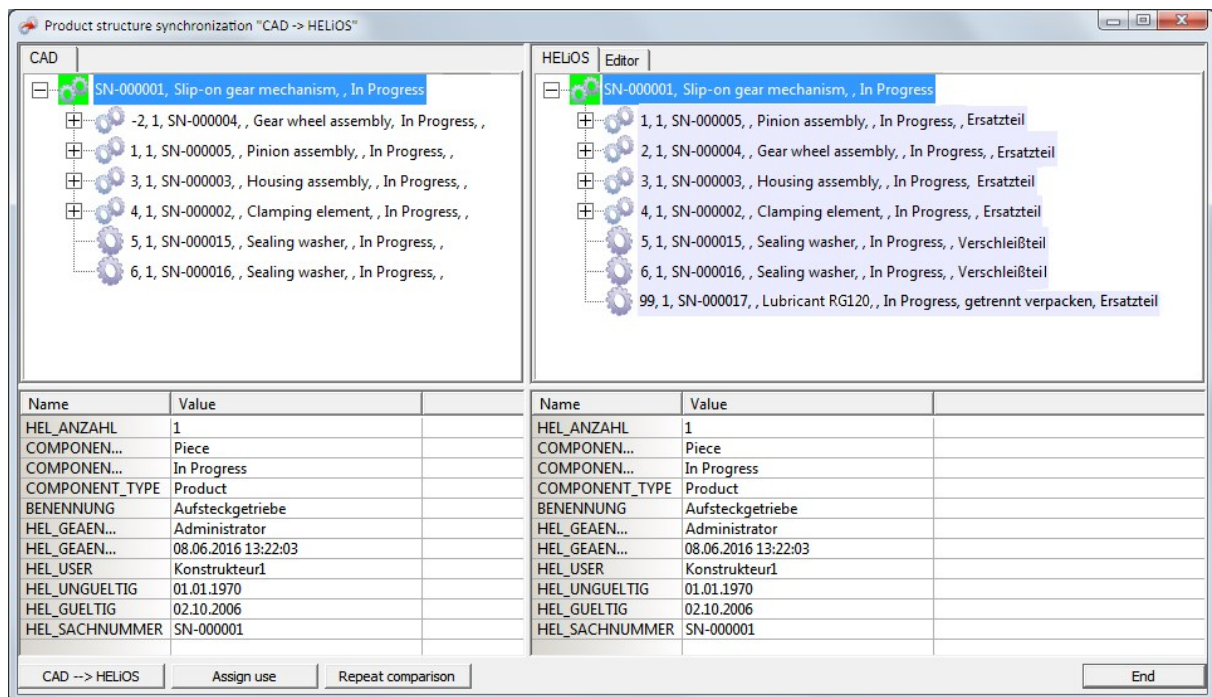 Product structure synchronization "CAD -> HELiOS"
CAD
SN-000001, Slip-on gear mechanism, , In Progress
-2, 1, SN-000004, , Gear wheel assembly, In Progress, ,
1, 1, SN-000005, , Pinion assembly, , In Progress, ,
3, 1, SN-000003, , Housing assembly, , In Progress, ,
4, 1, SN-000002, , Clamping element, , In Progress, ,
5, 1, SN-000015, , Sealing washer, , In Progress, ,
6, 1, SN-000016, , Sealing washer, , In Progress, ,
HELiOS Editor
SN-000001, Slip-on gear mechanism, , In Progress
1, 1, SN-000005, , Pinion assembly, , In Progress, , Ersatzteil
2, 1, SN-000004, , Gear wheel assembly, , In Progress, , Ersatzteil
3, 1, SN-000003, , Housing assembly, , In Progress, Ersatzteil
4, 1, SN-000002, , Clamping element, , In Progress, , Ersatzteil
5, 1, SN-000015, , Sealing washer, , In Progress, , Verschleißteil
6, 1, SN-000016, , Sealing washer, , In Progress, , Verschleißteil
99, 1, SN-000017, , Lubricant RG120, , In Progress, getrennt verpacken, Ersatzteil
Name Value
HEL_ANZAHL 1
COMPONEN... Piece
COMPONEN... In Progress
COMPONENT_TYPE Product
BENENNUNG Aufsteckgetriebe
HEL_GEAEN... Administrator
HEL_GEAEN... 08.06.2016 13:22:03
HEL_USER Konstrukteur1
HEL_UNGUELTIG 01.01.1970
HEL_GUELTIG 02.10.2006
HEL_SACHNUMMER SN-000001
Name Value
HEL_ANZAHL 1
COMPONEN... Piece
COMPONEN... In Progress
COMPONENT_TYPE Product
BENENNUNG Aufsteckgetriebe
HEL_GEAEN... Administrator
HEL_GEAEN... 08.06.2016 13:22:03
HEL_USER Konstrukteur1
HEL_UNGUELTIG 01.01.1970
HEL_GUELTIG 02.10.2006
HEL_SACHNUMMER SN-000001
CAD --> HELiOS Assign use Repeat comparison End